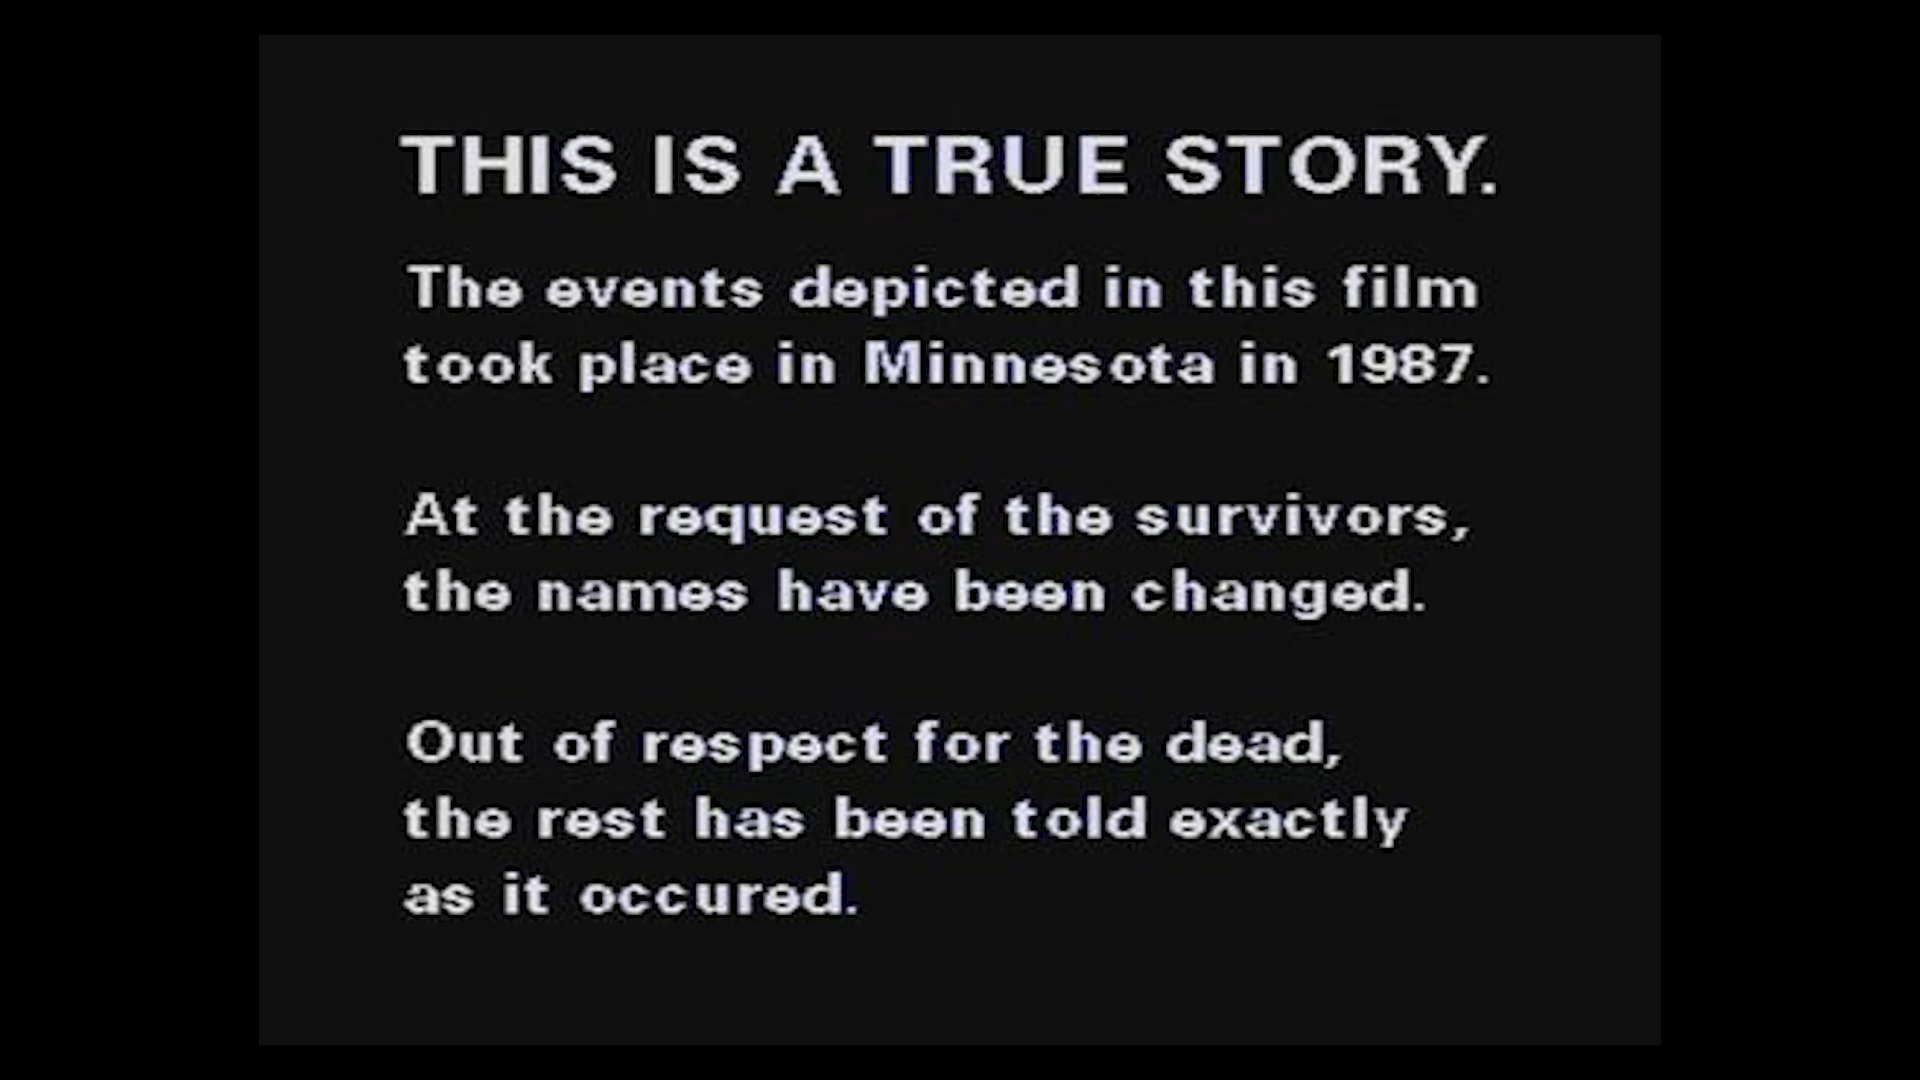 THIS IS A TRUE STORY.
The events depicted in this film
took place in Minnesota in 1987.
At the request of the survivors,
the names have been changed.
Out of respect for the dead,
the rest has been told exactly
as it occured.